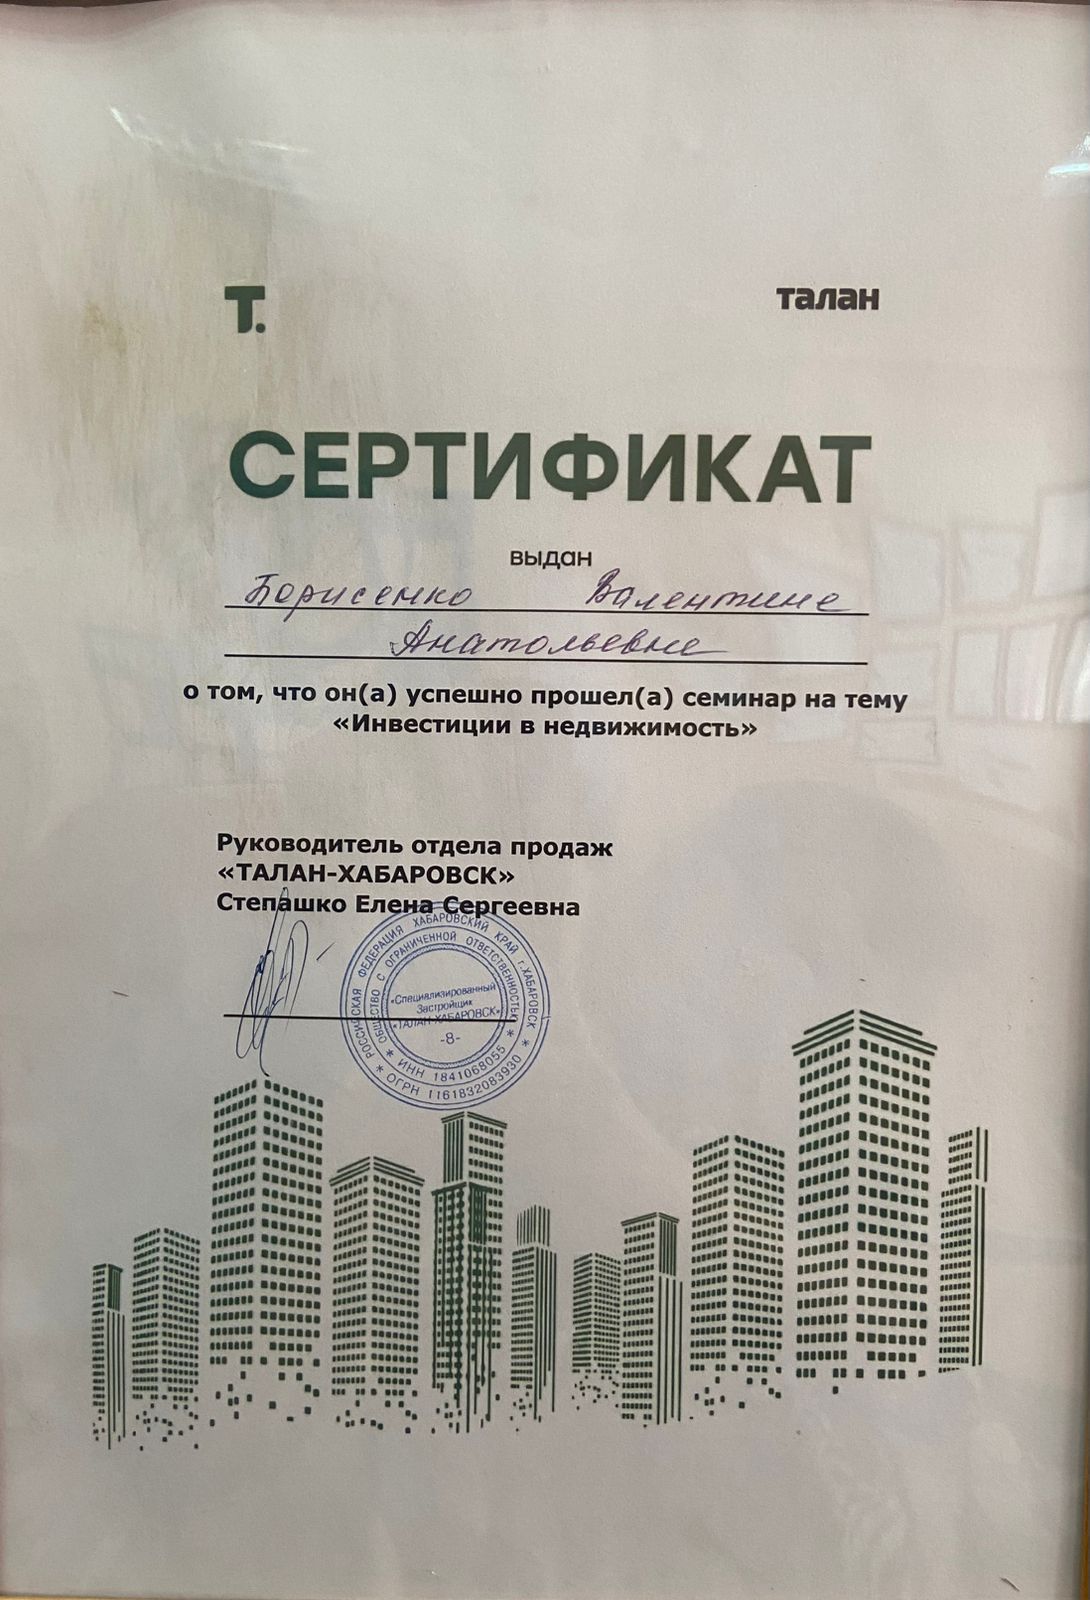 Т.
талан
СЕРТИФИКАТ
выдан
Борисенко Валентине
Анатольевне
о том, что он(а) успешно прошел(а) семинар на тему
«Инвестиции в недвижимость»
Руководитель отдела продаж
«ТАЛАН-ХАБАРОВСК»
Степашко Елена Сергеевна
РОССИЙСКАЯ ФЕДЕРАЦИЯ ХАБАРОВСКИЙ КРАЙ г.ХАБАРОВСК
* ОГРН 1161832083930 *
ОБЩЕСТВО С ОГРАНИЧЕННОЙ ОТВЕТСТВЕННОСТЬЮ
* ИНН 1841068055 *
«Специализированный
Застройщик
«ТАЛАН-ХАБАРОВСК»
-8-